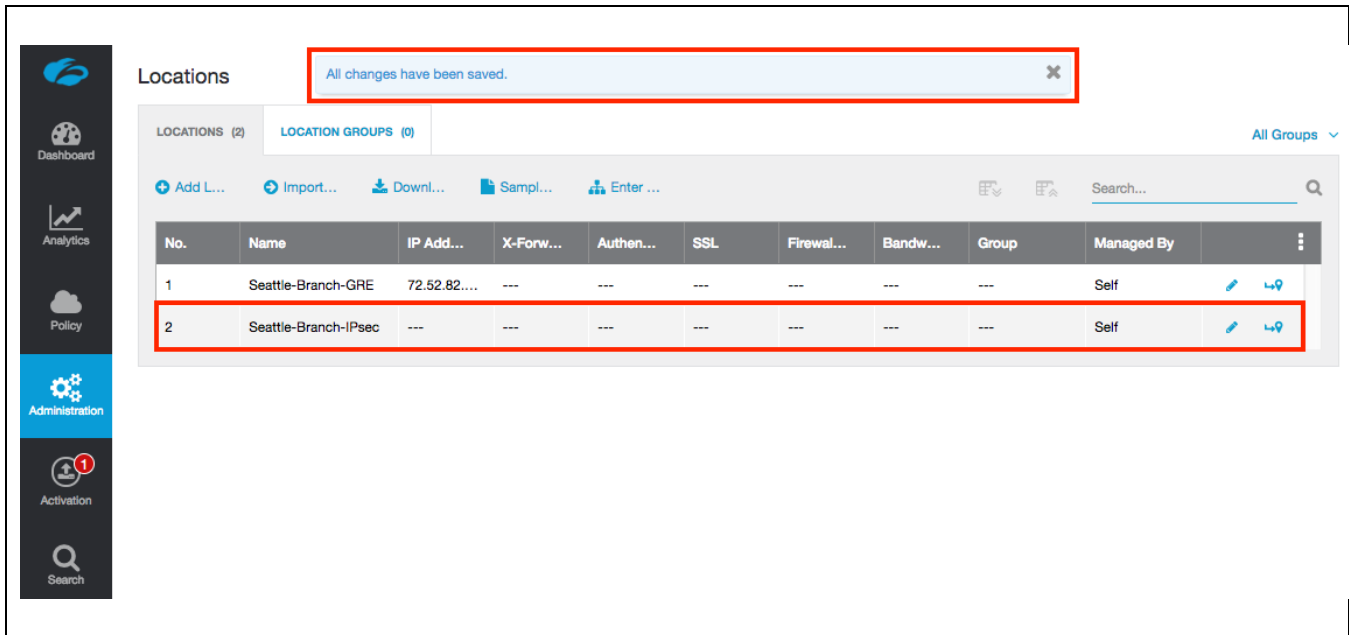 Locations
All changes have been saved.
LOCATIONS (2) LOCATION GROUPS (0) All Groups
Add L... Import... Downl... Sampl... Enter ... Search...
No. Name IP Add... X-Forw... Authen... SSL Firewal... Bandw... Group Managed By
1 Seattle-Branch-GRE 72.52.82.... --- --- --- --- --- --- Self
2 Seattle-Branch-IPsec --- --- --- --- --- --- --- Self
Dashboard
Analytics
Policy
Administration
1
Activation
Search